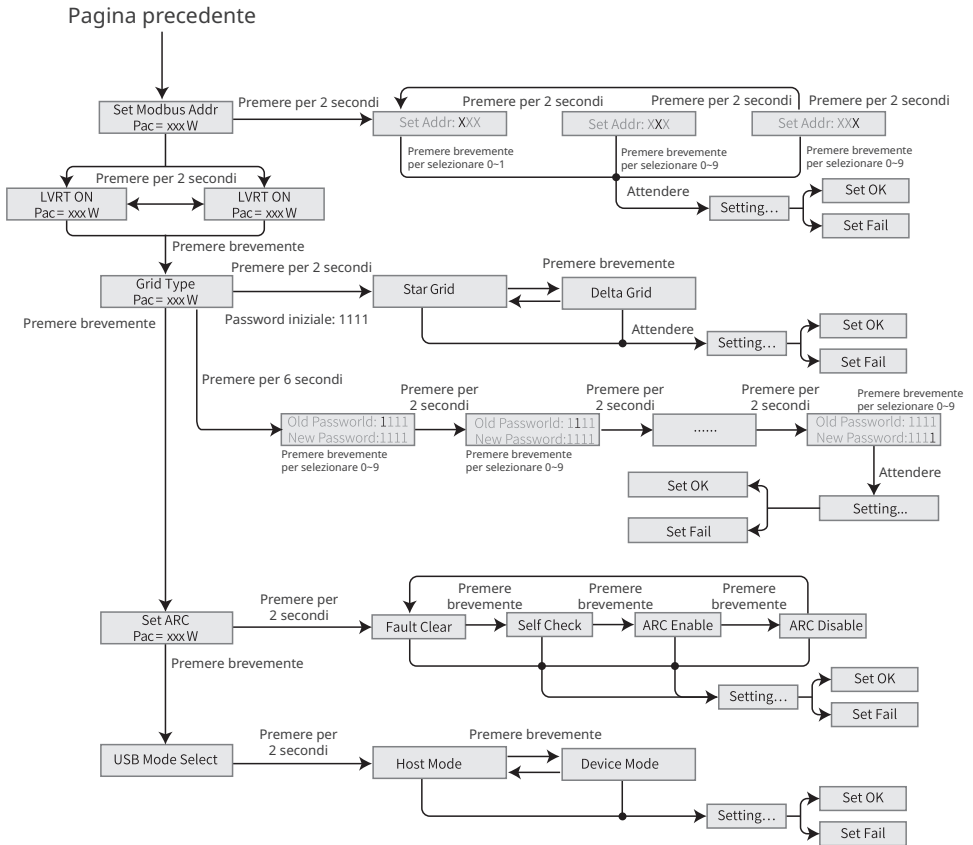 Pagina precedente
Set Modbus Addr
Pac= xxx W
Premere per 2 secondi
Premere per 2 secondi
Premere per 2 secondi
Premere per 2 secondi
Set Addr: XXX
Set Addr: XXX
Set Addr: XXX
Premere brevemente
per selezionare 0~1
Premere brevemente
per selezionare 0~9
Premere brevemente
per selezionare 0~9
Premere per 2 secondi
LVRT ON
Pac= xxx W
LVRT ON
Pac= xxx W
Attendere
Setting...
Set OK
Set Fail
Premere brevemente
Grid Type
Pac= xxx W
Premere per 2 secondi
Star Grid
Premere brevemente
Delta Grid
Premere brevemente
Password iniziale: 1111
Attendere
Setting...
Set OK
Set Fail
Premere per 6 secondi
Premere per
2 secondi
Premere per
2 secondi
Premere per
2 secondi
Premere brevemente
per selezionare 0~9
Old Passworld: 1111
New Password:1111
Old Passworld: 1111
New Password:1111
......
Old Passworld: 1111
New Password:1111
Premere brevemente
per selezionare 0~9
Premere brevemente
per selezionare 0~9
Attendere
Set OK
Set Fail
Setting...
Set ARC
Pac= xxx W
Premere per
2 secondi
Premere
brevemente
Premere
brevemente
Premere
brevemente
Fault Clear
Self Check
ARC Enable
ARC Disable
Premere brevemente
Setting...
Set OK
Set Fail
USB Mode Select
Premere per
2 secondi
Premere brevemente
Host Mode
Device Mode
Setting...
Set OK
Set Fail